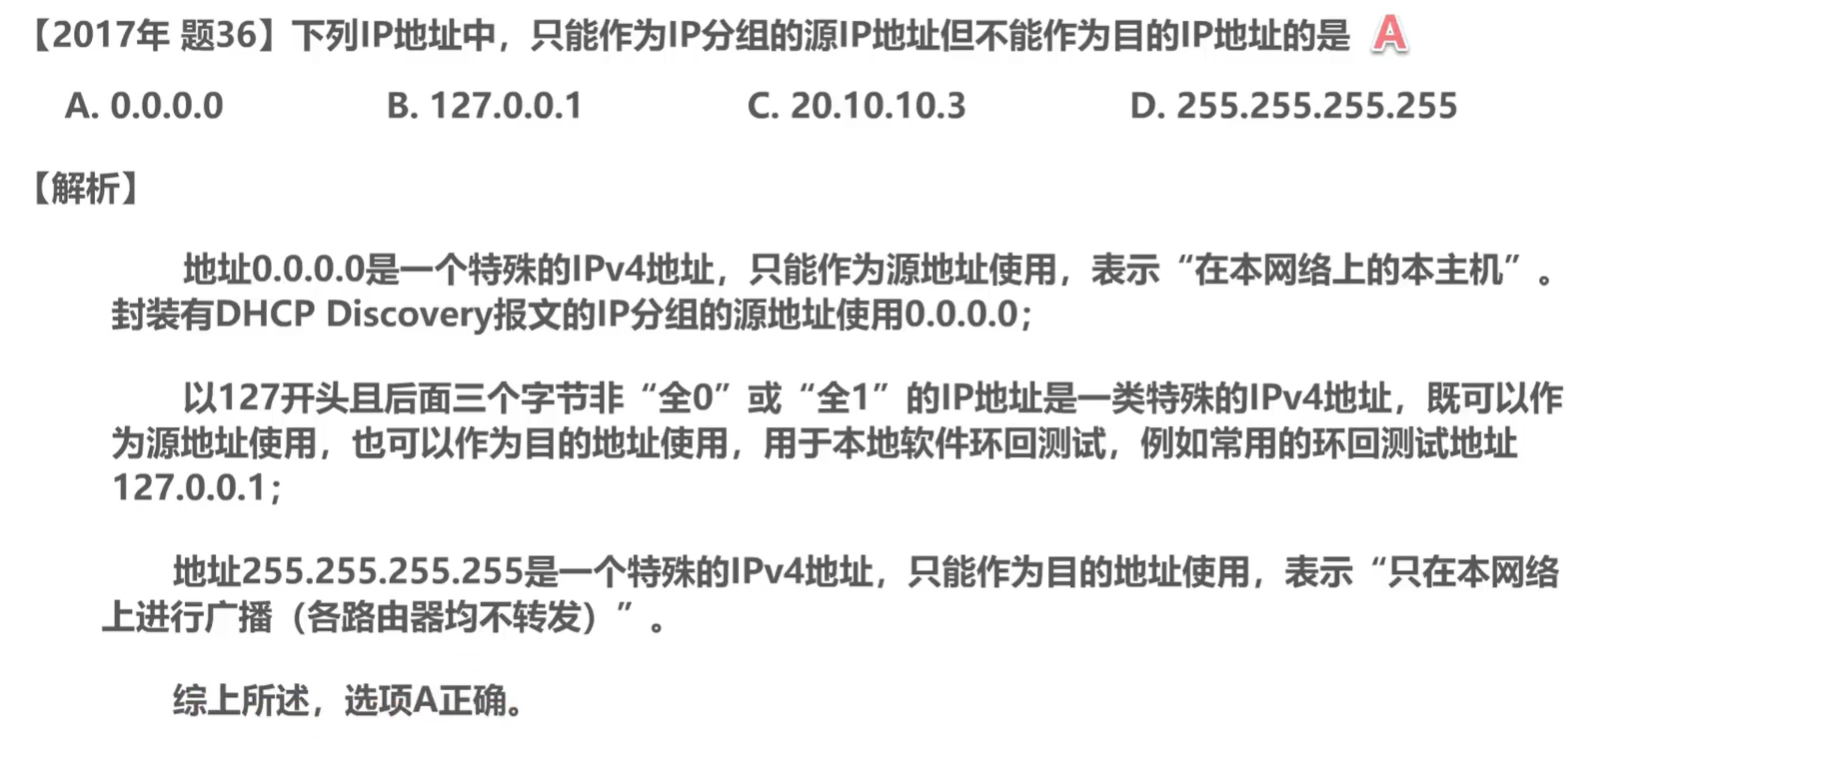 【2017年 题36】下列IP地址中，只能作为IP分组的源IP地址但不能作为目的IP地址的是 A
A. 0.0.0.0 B. 127.0.0.1 C. 20.10.10.3 D. 255.255.255.255
【解析】
地址0.0.0.0是一个特殊的IPv4地址，只能作为源地址使用，表示“在本网络上的本主机”。
封装有DHCP Discovery报文的IP分组的源地址使用0.0.0.0；
以127开头且后面三个字节非“全0”或“全1”的IP地址是一类特殊的IPv4地址，既可以作
为源地址使用，也可以作为目的地址使用，用于本地软件环回测试，例如常用的环回测试地址
127.0.0.1；
地址255.255.255.255是一个特殊的IPv4地址，只能作为目的地址使用，表示“只在本网络
上进行广播（各路由器均不转发）”。
综上所述，选项A正确。